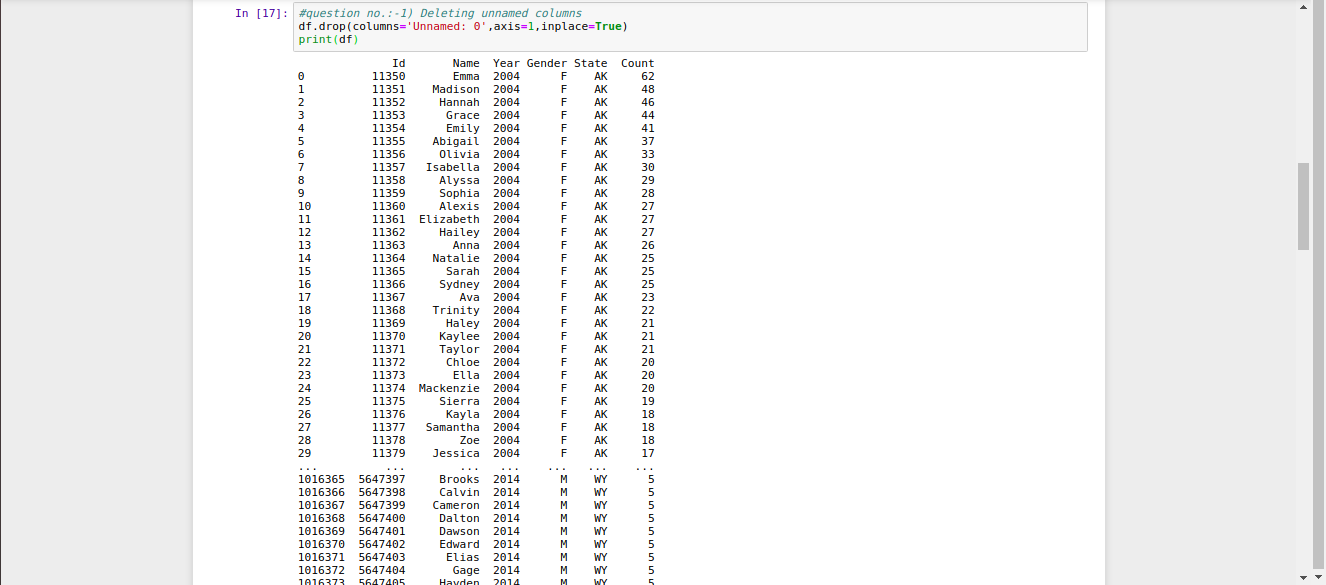 In [17]: #question no.:-1) Deleting unnamed columns
df.drop(columns='Unnamed: 0',axis=1,inplace=True)
print(df)
Id Name Year Gender State Count
0 11350 Emma 2004 F AK 62
1 11351 Madison 2004 F AK 48
2 11352 Hannah 2004 F AK 46
3 11353 Grace 2004 F AK 44
4 11354 Emily 2004 F AK 41
5 11355 Abigail 2004 F AK 37
6 11356 Olivia 2004 F AK 33
7 11357 Isabella 2004 F AK 30
8 11358 Alyssa 2004 F AK 29
9 11359 Sophia 2004 F AK 28
10 11360 Alexis 2004 F AK 27
11 11361 Elizabeth 2004 F AK 27
12 11362 Hailey 2004 F AK 27
13 11363 Anna 2004 F AK 26
14 11364 Natalie 2004 F AK 25
15 11365 Sarah 2004 F AK 25
16 11366 Sydney 2004 F AK 25
17 11367 Ava 2004 F AK 23
18 11368 Trinity 2004 F AK 22
19 11369 Haley 2004 F AK 21
20 11370 Kaylee 2004 F AK 21
21 11371 Taylor 2004 F AK 21
22 11372 Chloe 2004 F AK 20
23 11373 Ella 2004 F AK 20
24 11374 Mackenzie 2004 F AK 20
25 11375 Sierra 2004 F AK 19
26 11376 Kayla 2004 F AK 18
27 11377 Samantha 2004 F AK 18
28 11378 Zoe 2004 F AK 18
29 11379 Jessica 2004 F AK 17
... ... ... ... ... ... ...
1016365 5647397 Brooks 2014 M WY 5
1016366 5647398 Calvin 2014 M WY 5
1016367 5647399 Cameron 2014 M WY 5
1016368 5647400 Dalton 2014 M WY 5
1016369 5647401 Dawson 2014 M WY 5
1016370 5647402 Edward 2014 M WY 5
1016371 5647403 Elias 2014 M WY 5
1016372 5647404 Gage 2014 M WY 5
1016373 5647405 Hayden 2014 M WY 5